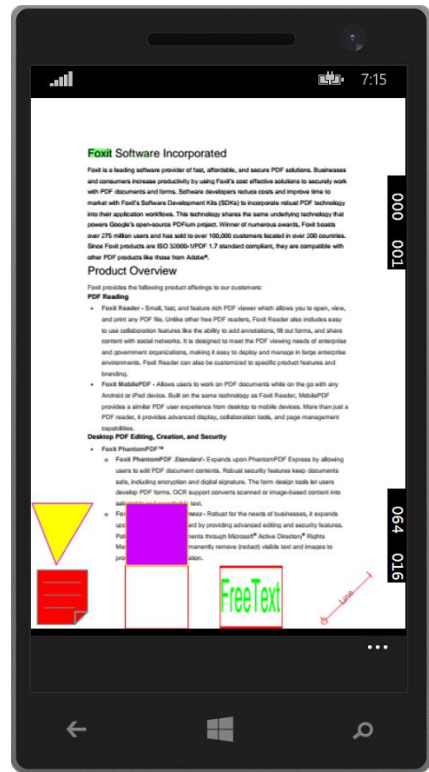 7:15
Foxit Software Incorporated
Foxit is a leading software provider of fast, affordable, and secure PDF solutions. Businesses
and consumers increase productivity by using Foxit's cost effective solutions to securely work
with PDF documents and forms. Software developers reduce costs and improve time to
market with Foxit's Software Development Kits (SDKs) to incorporate robust PDF technology
into their application workflows. This technology shares the same underlying technology that
powers Google's open-source PDFium project. Winner of numerous awards, Foxit boasts
over 275 million users and has sold to over 100,000 customers located in over 200 countries.
Since Foxit products are ISO 32000-1/PDF 1.7 standard compliant, they are compatible with
other PDF products like those from Adobe®.
000 001
Product Overview
Foxit provides the following product offerings to our customers:
PDF Reading
• Foxit Reader - Small, fast, and feature rich PDF viewer which allows you to open, view,
and print any PDF file. Unlike other free PDF readers, Foxit Reader also includes easy
to use collaboration features like the ability to add annotations, fill out forms, and share
content with social networks. It is designed to meet the PDF viewing needs of enterprise
and government organizations, making it easy to deploy and manage in large enterprise
environments. Foxit Reader can also be customized to specific product features and
branding.
• Foxit MobilePDF - Allows users to work on PDF documents while on the go with any
Android or iPad device. Built on the same technology as Foxit Reader, MobilePDF
provides a similar PDF user experience from desktop to mobile devices. More than just a
PDF reader, it provides advanced display, collaboration tools, and page management
capabilities.
Desktop PDF Editing, Creation, and Security
• Foxit PhantomPDF™
o Foxit PhantomPDF Standard - Expands upon PhantomPDF Express by allowing
users to edit PDF document contents. Robust security features keep documents
safe, including encryption and digital signature. The form design tools let users
develop PDF forms. OCR support converts scanned or image-based content into
text.
- Robust for the needs of businesses, it expands
by providing advanced editing and security features.
through Microsoft® Active Directory® Rights
remove (redact) visible text and images to
064 016
FreeText
Line